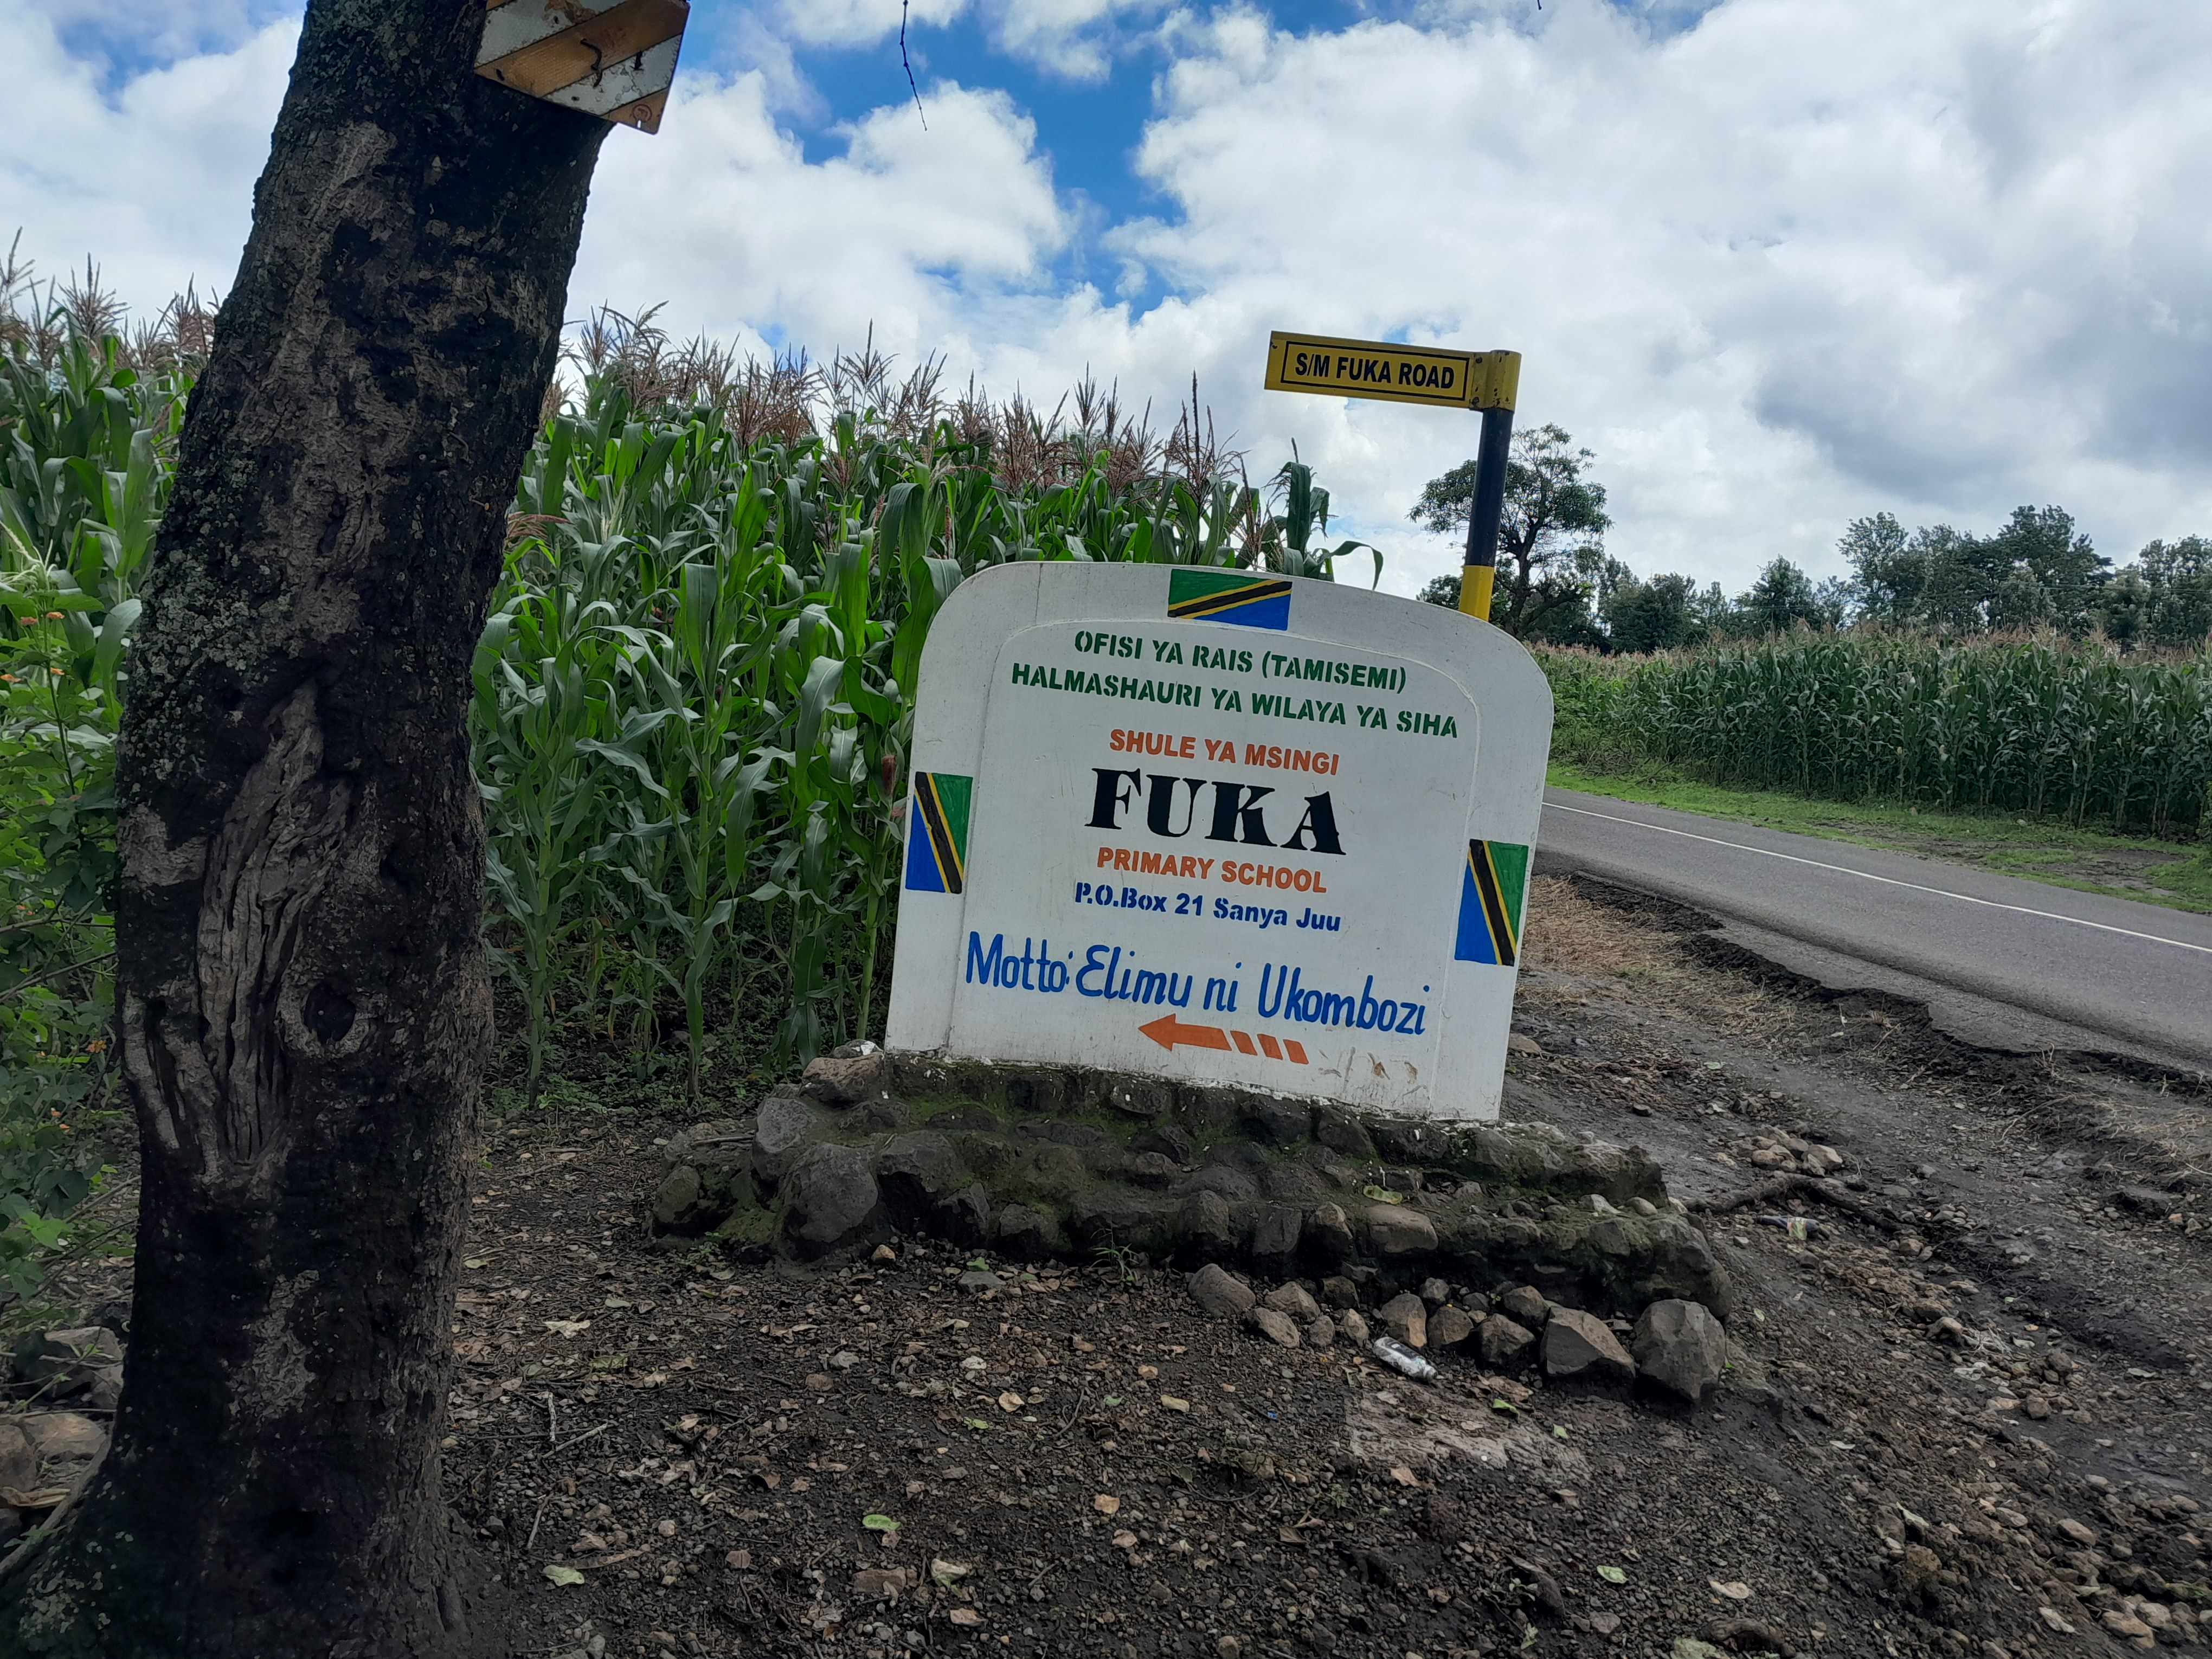 S/M FUKA ROAD
OFISI YA RAIS (TAMISEMI)
HALMASHAURI YA WILAYA YA SIHA
SHULE YA MSINGI
FUKA
PRIMARY SCHOOL
P.O.Box 21 Sanya Juu
Motto: Elimu ni Ukombozi